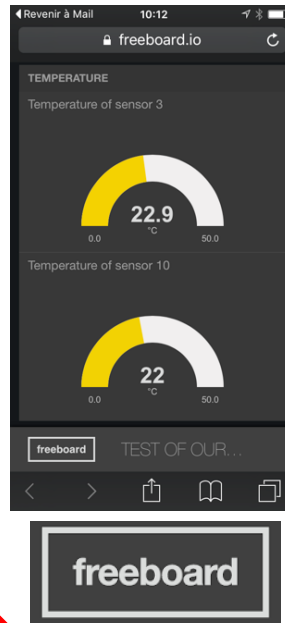 Revenir à Mail 10:12
freeboard.io
TEMPERATURE
Temperature of sensor 3
22.9
°C
0.0 50.0
Temperature of sensor 10
22
°C
0.0 50.0
freeboard TEST OF OUR...
freeboard